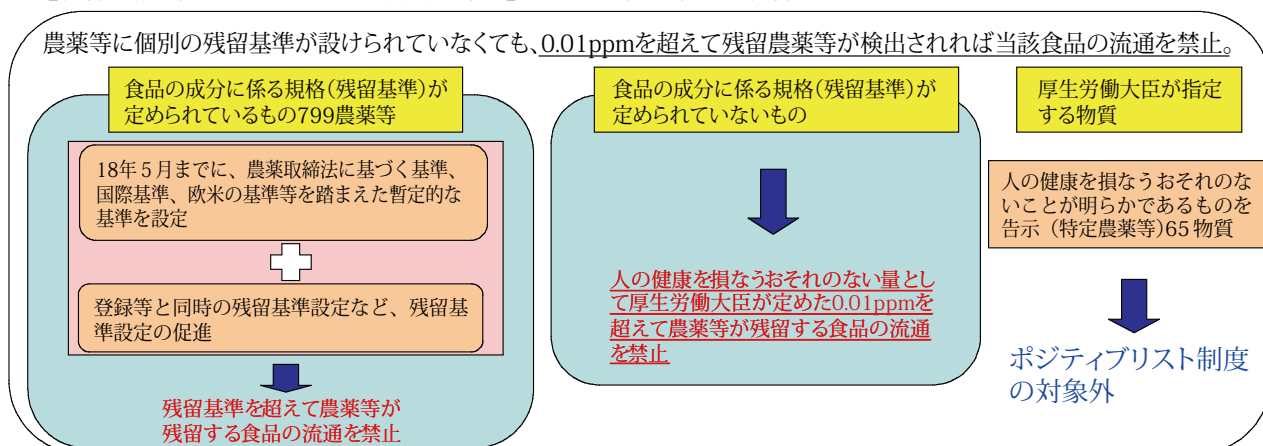 農薬等に個別の残留基準が設けられていなくても、0.01ppmを超えて残留農薬等が検出されれば当該食品の流通を禁止。
食品の成分に係る規格(残留基準)が
定められているもの799農薬等
18年5月までに、農薬取締法に基づく基準、
国際基準、欧米の基準等を踏まえた暫定的な
基準を設定
登録等と同時の残留基準設定など、残留基
準設定の促進
残留基準を超えて農薬等が
残留する食品の流通を禁止
食品の成分に係る規格(残留基準)が
定められていないもの
人の健康を損なうおそれのない量とし
て厚生労働大臣が定めた0.01ppmを
超えて農薬等が残留する食品の流通
を禁止
厚生労働大臣が指定
する物質
人の健康を損なうおそれのな
いことが明らかであるものを
告示（特定農薬等)65物質
ポジティブリスト制度
の対象外